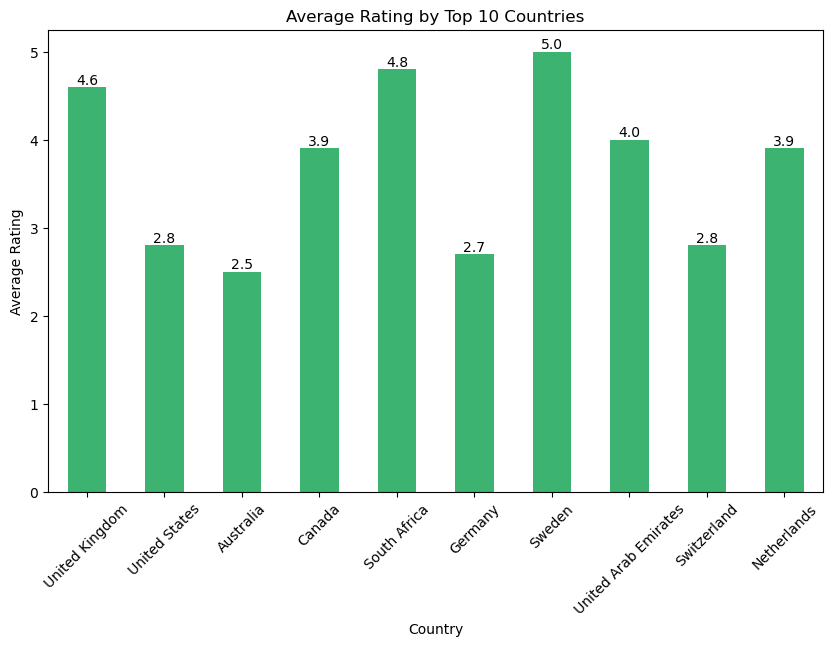 Average Rating by Top 10 Countries
Average Rating
5
4
3
2
1
0
4.6
2.8
2.5
3.9
4.8
2.7
5.0
4.0
2.8
3.9
United Kingdom
United States
Australia
Canada
South Africa
Germany
Sweden
United Arab Emirates
Switzerland
Netherlands
Country